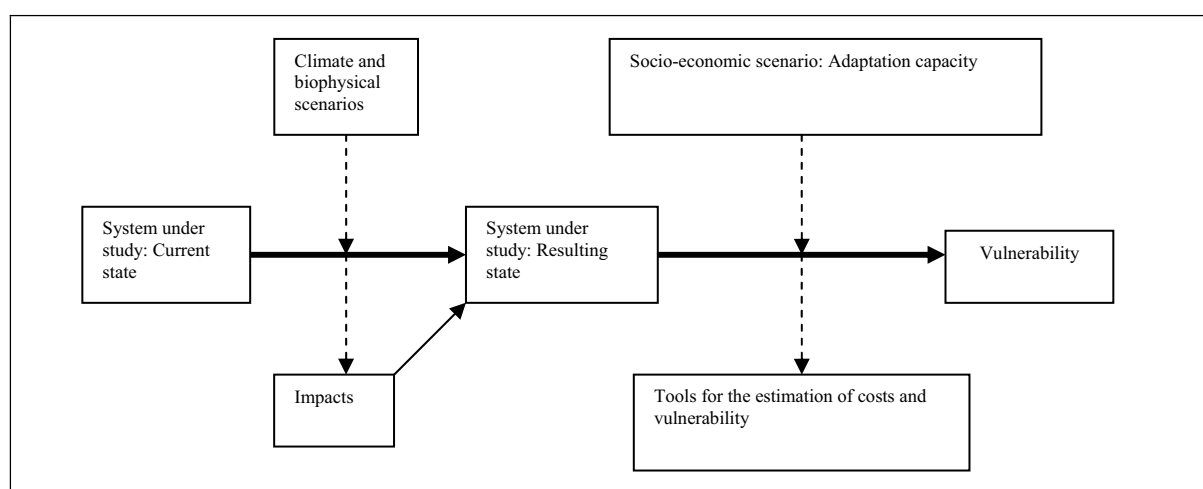 Climate and
biophysical
scenarios
Socio-economic scenario: Adaptation capacity
System under
study: Current
state
System under
study: Resulting
state
Vulnerability
Impacts
Tools for the estimation of costs and
vulnerability